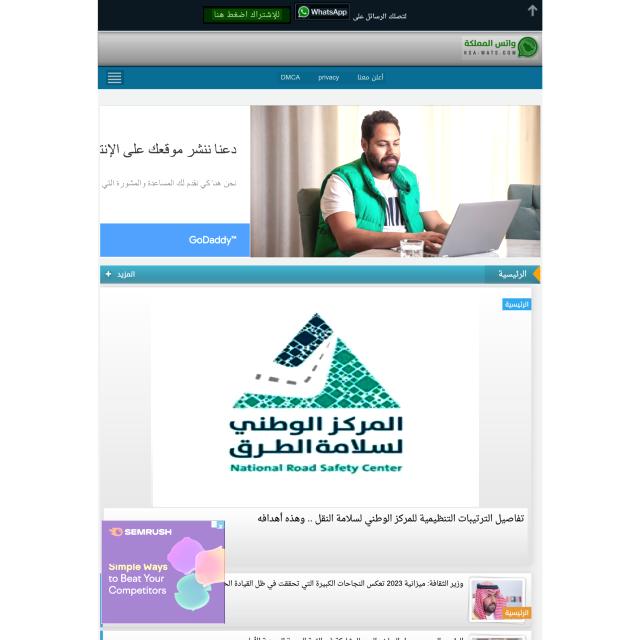 لتصلك الرسائل على WhatsApp للإشتراك اضغط هنا
واتس المملكة
KSA-WATS.COM
أعلن معنا privacy DMCA
دعنا ننشر موقعك على الإنت
نحن هنا كي نقدم لك المساعدة والمشورة التي
GoDaddy™
الرئيسية
المزيد +
الرئيسية
المركز الوطني
لسلامة الطرق
National Road Safety Center
تفاصيل الترتيبات التنظيمية للمركز الوطني لسلامة النقل .. وهذه أهدافه
SEMRUSH
Simple Ways
to Beat Your
Competitors
وزير الثقافة: ميزانية 2023 تعكس النجاحات الكبيرة التي تحققت في ظل القيادة الح
الرئيسية